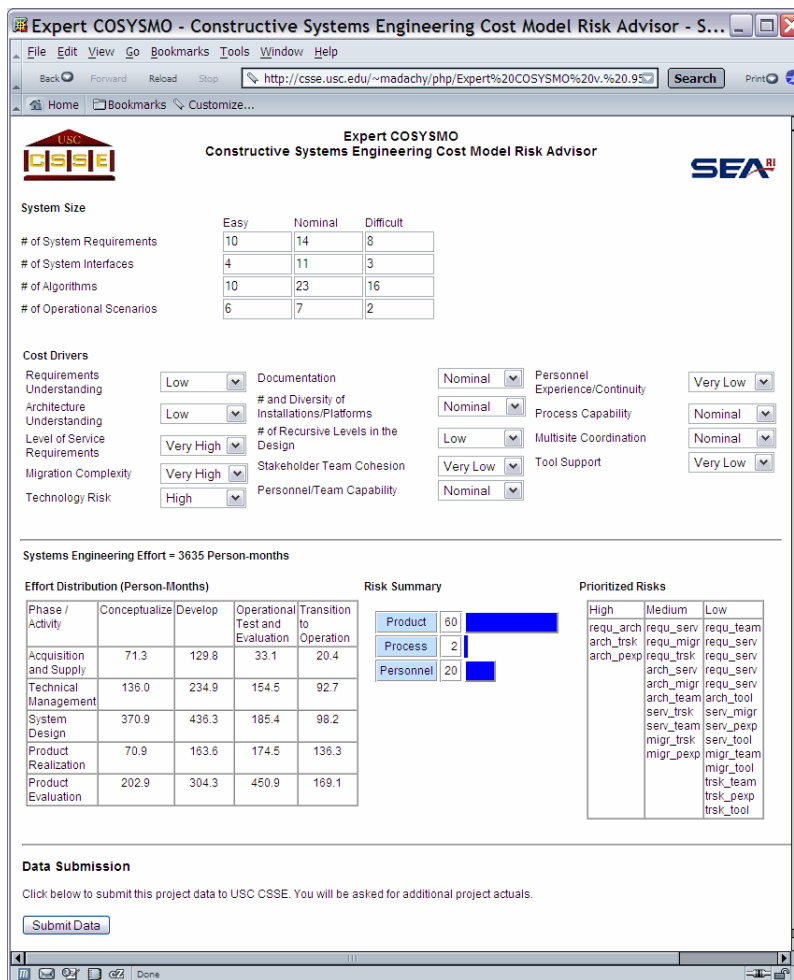 Expert COSYSMO - Constructive Systems Engineering Cost Model Risk Advisor - S...
File Edit View Go Bookmarks Tools Window Help
Back Forward Reload Stop http://csse.usc.edu/~madachy/php/Expert%20COSYSMO%20v.%20.95 Search Print
Home Bookmarks Customize...
USC
CSSE
Expert COSYSMO
Constructive Systems Engineering Cost Model Risk Advisor
SEARI
System Size
Easy Nominal Difficult
# of System Requirements 10 14 8
# of System Interfaces 4 11 3
# of Algorithms 10 23 16
# of Operational Scenarios 6 7 2
Cost Drivers
Requirements
Understanding Low
Architecture
Understanding Low
Level of Service
Requirements Very High
Migration Complexity Very High
Technology Risk High
Documentation Nominal
# and Diversity of
Installations/Platforms Nominal
# of Recursive Levels in the
Design Low
Stakeholder Team Cohesion Very Low
Personnel/Team Capability Nominal
Personnel
Experience/Continuity Very Low
Process Capability Nominal
Multisite Coordination Nominal
Tool Support Very Low
Systems Engineering Effort = 3635 Person-months
Effort Distribution (Person-Months)
Phase / Conceptualize Develop Operational Transition
Activity Test and to
Evaluation Operation
Acquisition 71.3 129.8 33.1 20.4
and Supply
Technical 136.0 234.9 154.5 92.7
Management
System 370.9 436.3 185.4 98.2
Design
Product 70.9 163.6 174.5 136.3
Realization
Product 202.9 304.3 450.9 169.1
Evaluation
Risk Summary
Product 60
Process 2
Personnel 20
Prioritized Risks
High Medium Low
requ_arch requ_serv requ_team
arch_trsk requ_migr requ_serv
arch_pexp requ_trsk requ_serv
arch_serv requ_serv
arch_migr requ_serv
arch_team arch_tool
serv_trsk serv_migr
serv_team serv_pexp
migr_trsk serv_tool
migr_pexp migr_team
migr_tool
trsk_team
trsk_pexp
trsk_tool
Data Submission
Click below to submit this project data to USC CSSE. You will be asked for additional project actuals.
Submit Data
Done